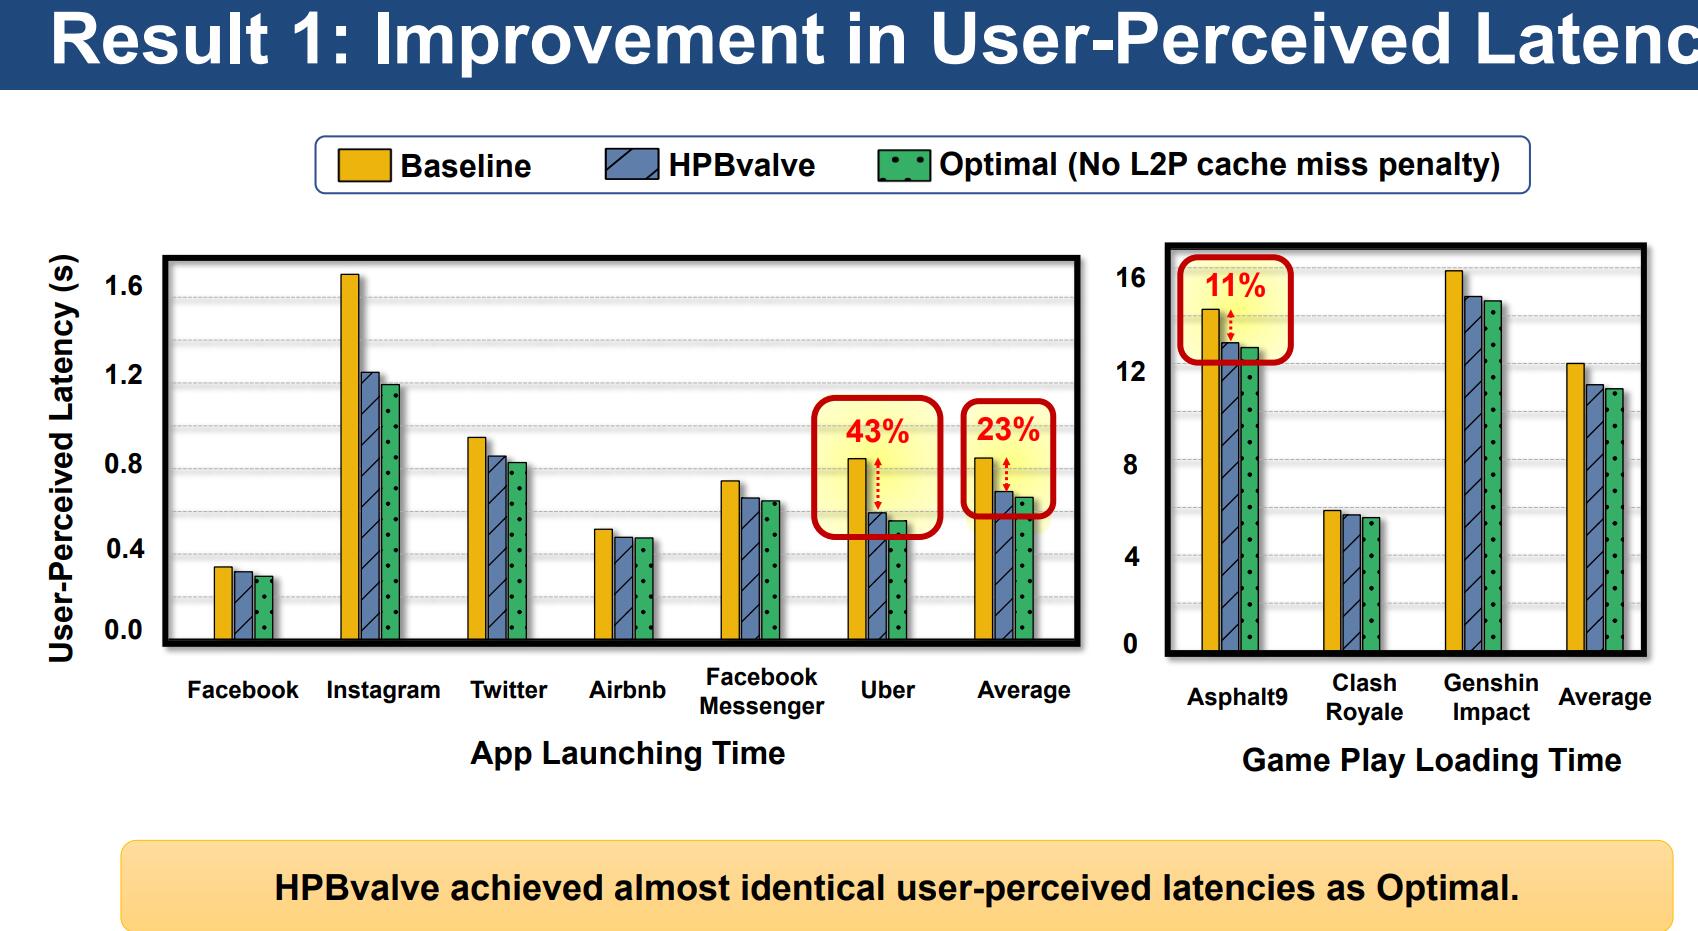 Result 1: Improvement in User-Perceived Latenc
Baseline
HPBvalve
Optimal (No L2P cache miss penalty)
User-Perceived Latency (s)
1.6
1.2
0.8
0.4
0.0
43%
23%
Facebook
Instagram
Twitter
Airbnb
Facebook
Messenger
Uber
Average
App Launching Time
16
12
8
4
0
11%
Asphalt9
Clash
Royale
Genshin
Impact
Average
Game Play Loading Time
HPBvalve achieved almost identical user-perceived latencies as Optimal.